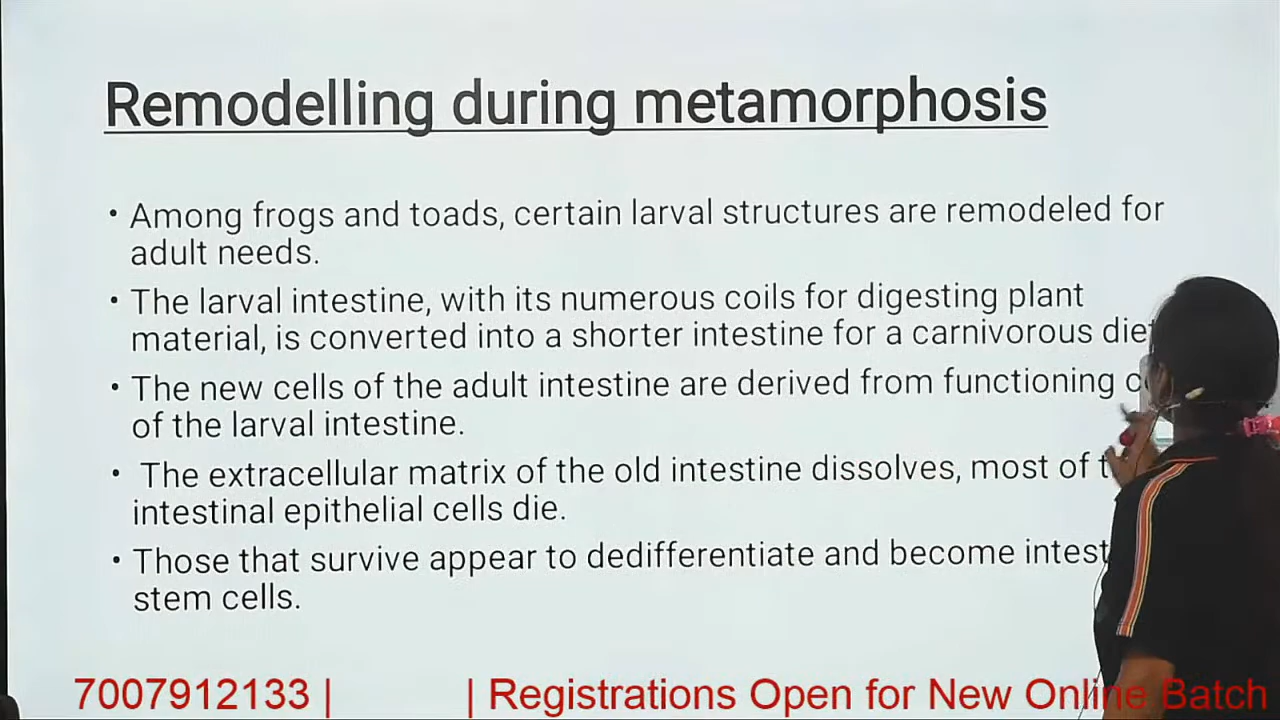 Remodelling during metamorphosis
• Among frogs and toads, certain larval structures are remodeled for
adult needs.
• The larval intestine, with its numerous coils for digesting plant
material, is converted into a shorter intestine for a carnivorous diet
• The new cells of the adult intestine are derived from functioning
of the larval intestine.
• The extracellular matrix of the old intestine dissolves, most of
intestinal epithelial cells die.
• Those that survive appear to dedifferentiate and become
stem cells.
7007912133 | | Registrations Open for New Online Batch